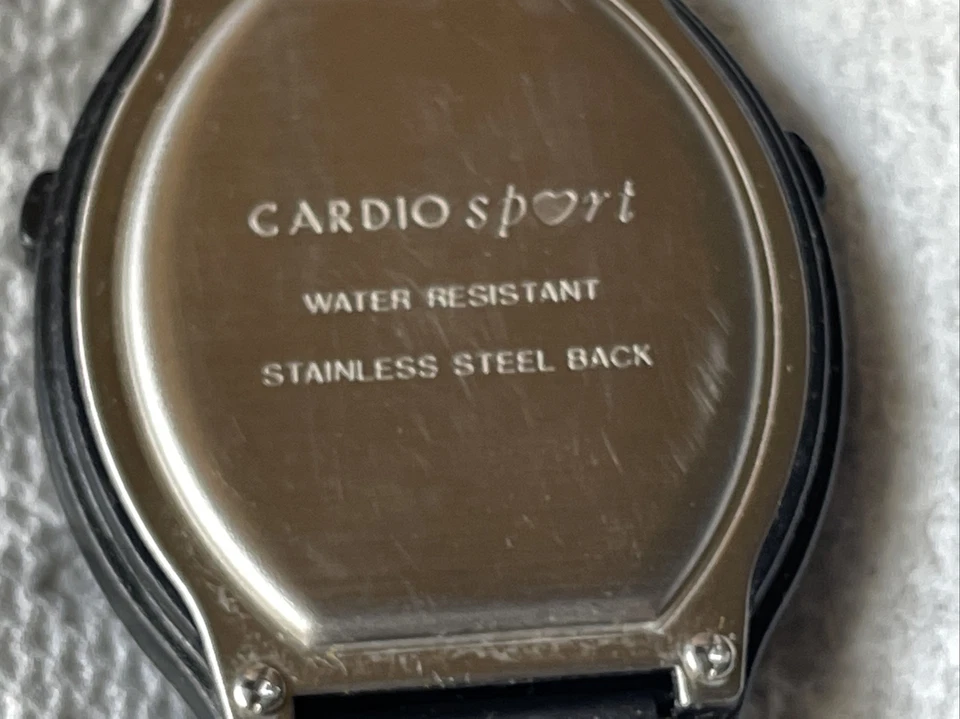 CARDIO sport
WATER RESISTANT
STAINLESS STEEL BACK